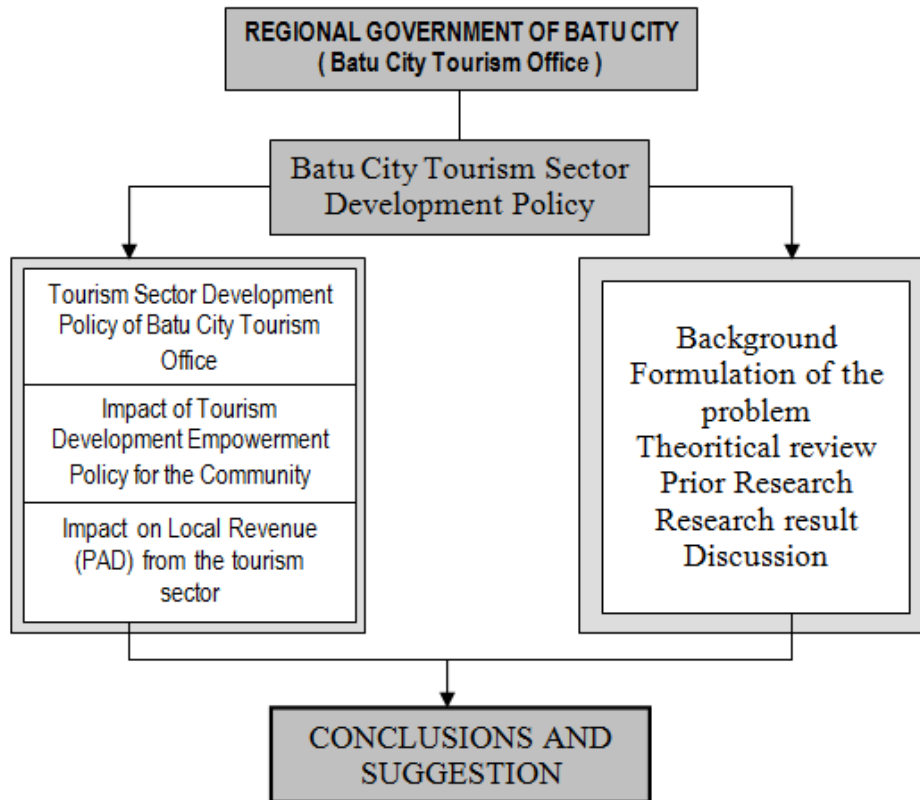 REGIONAL GOVERNMENT OF BATU CITY
( Batu City Tourism Office )
Batu City Tourism Sector
Development Policy
Tourism Sector Development
Policy of Batu City Tourism
Office
Impact of Tourism
Development Empowerment
Policy for the Community
Impact on Local Revenue
(PAD) from the tourism
sector
Background
Formulation of the
problem
Theoritical review
Prior Research
Research result
Discussion
CONCLUSIONS AND
SUGGESTION